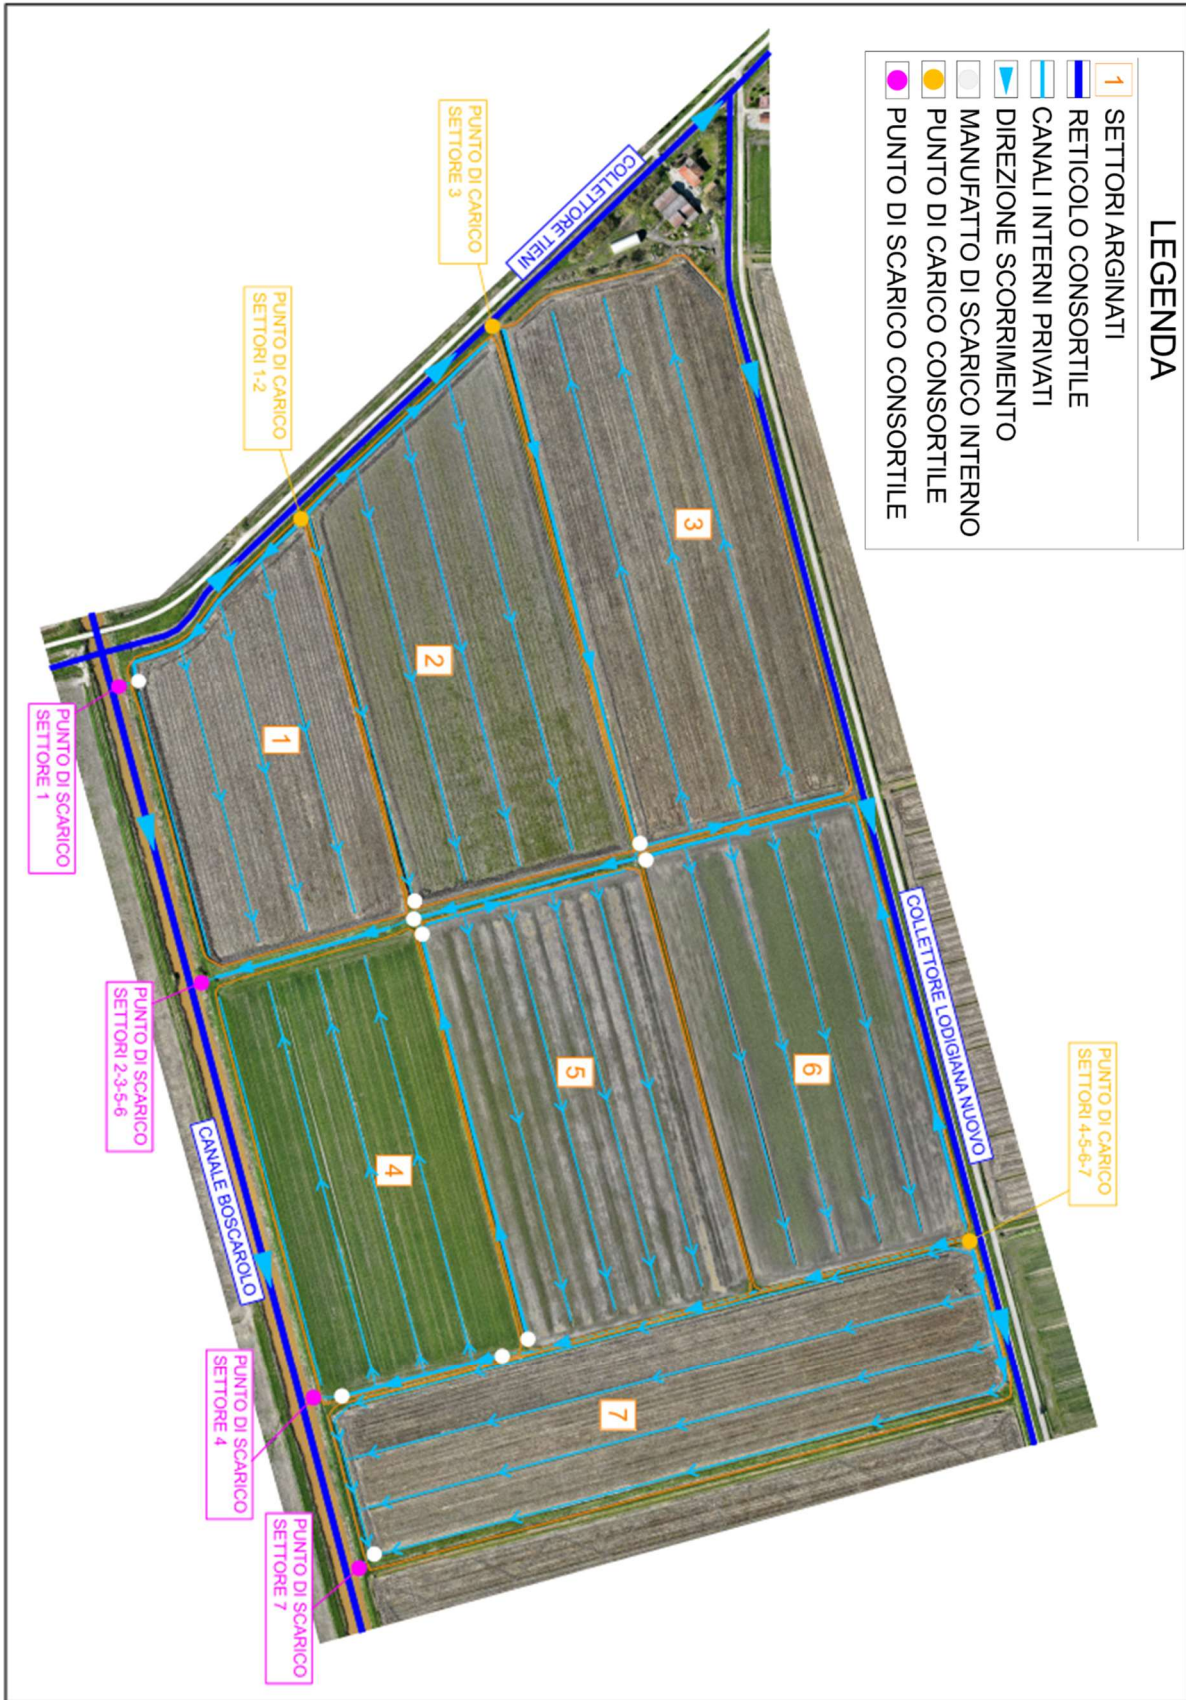 LEGENDA
1 SETTORI ARGINATI
RETICOLO CONSORTILE
CANALI INTERNI PRIVATI
DIREZIONE SCORRIMENTO
MANUFATTO DI SCARICO INTERNO
PUNTO DI CARICO CONSORTILE
PUNTO DI SCARICO CONSORTILE
PUNTO DI CARICO
SETTORI 4-5-6-7
COLLETTORE LODIGIANA NUOVO
COLLETTORE TIENI
PUNTO DI CARICO
SETTORE 3
PUNTO DI CARICO
SETTORI 1-2
3
6
7
2
5
4
1
CANALE BOSCAROLO
PUNTO DI SCARICO
SETTORE 1
PUNTO DI SCARICO
SETTORI 2-3-5-6
PUNTO DI SCARICO
SETTORE 4
PUNTO DI SCARICO
SETTORE 7